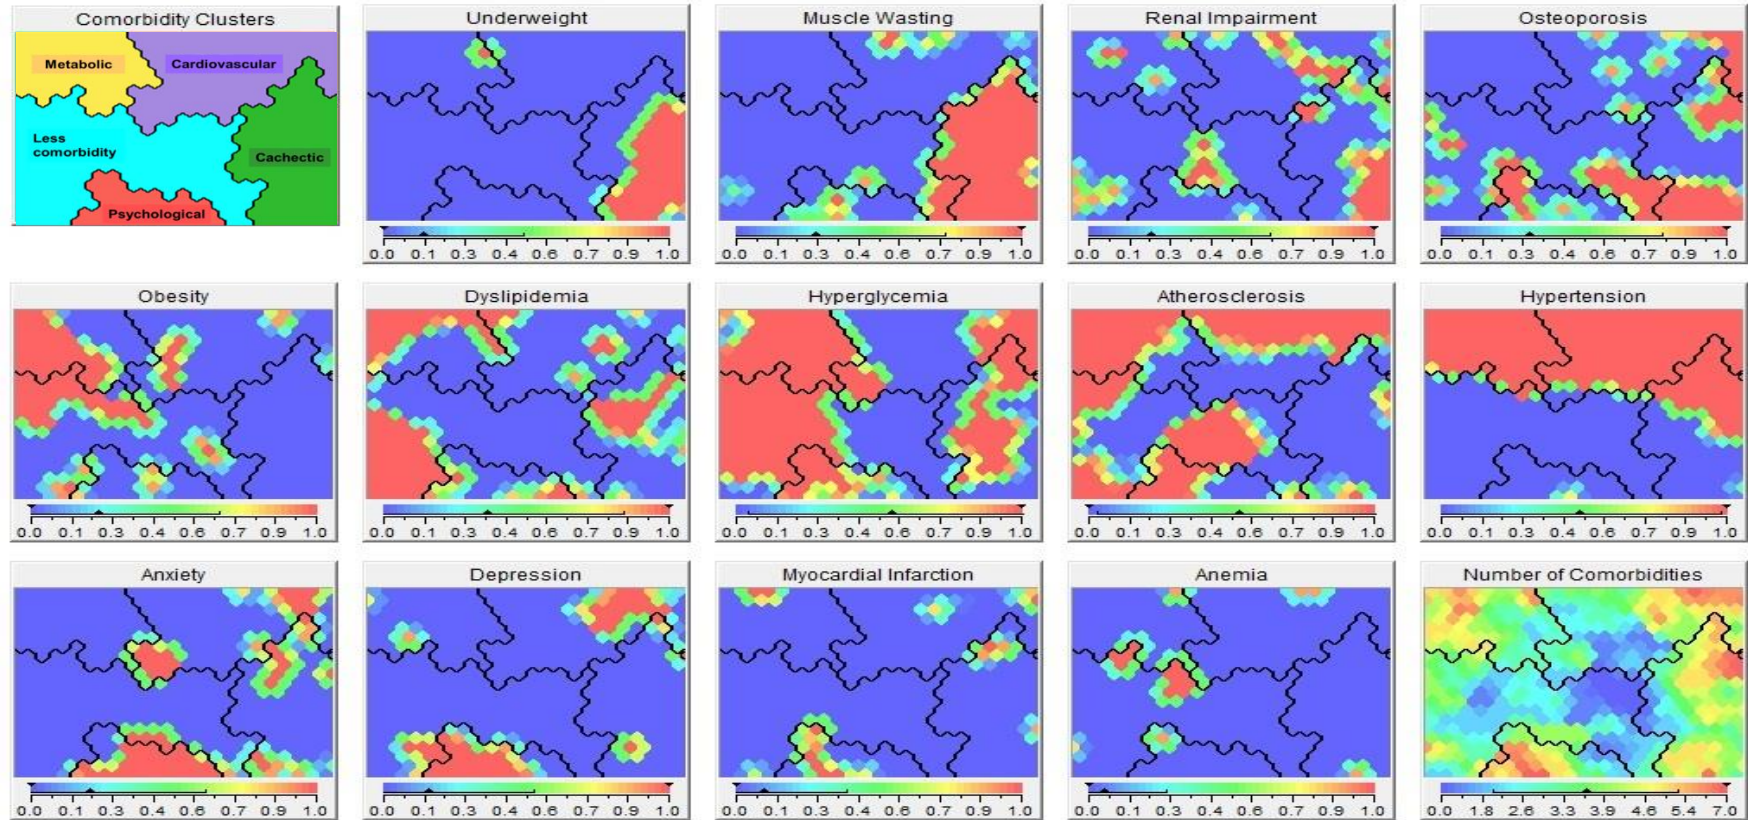 Comorbidity Clusters
Metabolic
Cardiovascular
Less
comorbidity
Cachectic
Psychological
Underweight
0.0 0.1 0.3 0.4 0.6 0.7 0.9 1.0
Muscle Wasting
0.0 0.1 0.3 0.4 0.6 0.7 0.9 1.0
Renal Impairment
0.0 0.1 0.3 0.4 0.6 0.7 0.9 1.0
Osteoporosis
0.0 0.1 0.3 0.4 0.6 0.7 0.9 1.0
Obesity
0.0 0.1 0.3 0.4 0.6 0.7 0.9 1.0
Dyslipidemia
0.0 0.1 0.3 0.4 0.6 0.7 0.9 1.0
Hyperglycemia
0.0 0.1 0.3 0.4 0.6 0.7 0.9 1.0
Atherosclerosis
0.0 0.1 0.3 0.4 0.6 0.7 0.9 1.0
Hypertension
0.0 0.1 0.3 0.4 0.6 0.7 0.9 1.0
Anxiety
0.0 0.1 0.3 0.4 0.6 0.7 0.9 1.0
Depression
0.0 0.1 0.3 0.4 0.6 0.7 0.9 1.0
Myocardial Infarction
0.0 0.1 0.3 0.4 0.6 0.7 0.9 1.0
Anemia
0.0 0.1 0.3 0.4 0.6 0.7 0.9 1.0
Number of Comorbidities
0.0 1.8 2.6 3.3 3.9 4.6 5.4 7.0